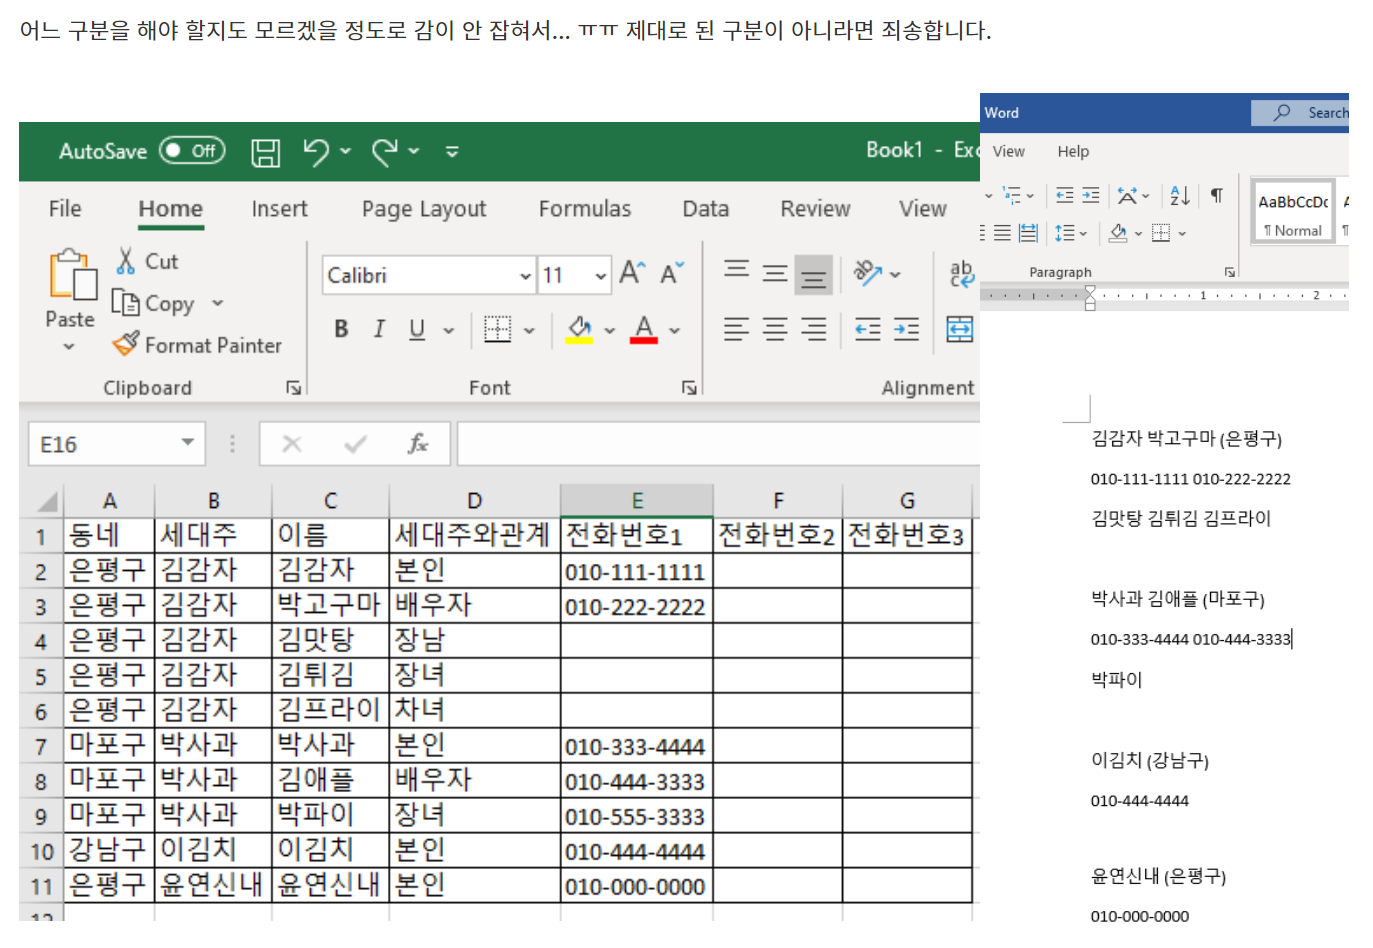 어느 구분을 해야 할지도 모르겠을 정도로 감이 안 잡혀서... ㅠㅠ 제대로 된 구분이 아니라면 죄송합니다.
AutoSave Off Book1 - Exc
File Home Insert Page Layout Formulas Data Review View
Cut
Copy
Paste
Format Painter
Clipboard
Calibri 11 A A
B I U A
Font
ab
c
Alignment
E16 fx
A B C D E F G
1 동네 세대주 이름 세대주와관계 전화번호1 전화번호2 전화번호3
2 은평구 김감자 김감자 본인 010-111-1111
3 은평구 김감자 박고구마 배우자 010-222-2222
4 은평구 김감자 김맛탕 장남
5 은평구 김감자 김튀김 장녀
6 은평구 김감자 김프라이 차녀
7 마포구 박사과 박사과 본인 010-333-4444
8 마포구 박사과 김애플 배우자 010-444-3333
9 마포구 박사과 박파이 장녀 010-555-3333
10 강남구 이김치 이김치 본인 010-444-4444
11 은평구 윤연신내 윤연신내 본인 010-000-0000
12
Word Search
View Help
AaBbCcDc
¶ Normal
Paragraph
1 2
김감자 박고구마 (은평구)
010-111-1111 010-222-2222
김맛탕 김튀김 김프라이
박사과 김애플 (마포구)
010-333-4444 010-444-3333
박파이
이김치 (강남구)
010-444-4444
윤연신내 (은평구)
010-000-0000